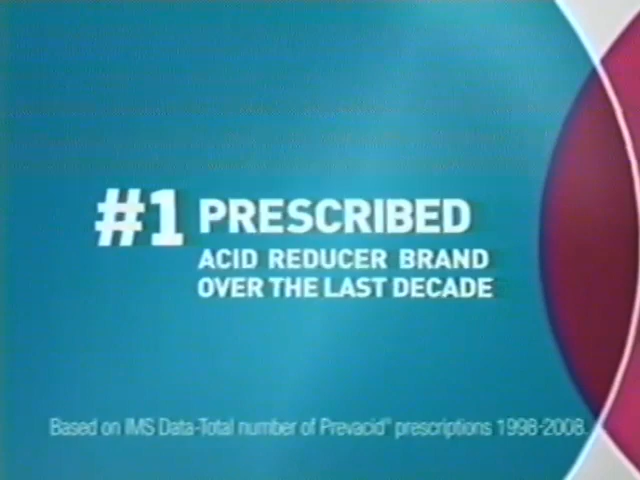 #1 PRESCRIBED
ACID REDUCER BRAND
OVER THE LAST DECADE
Based on IMS Data-Total number of Prevacid® prescriptions 1998-2008.